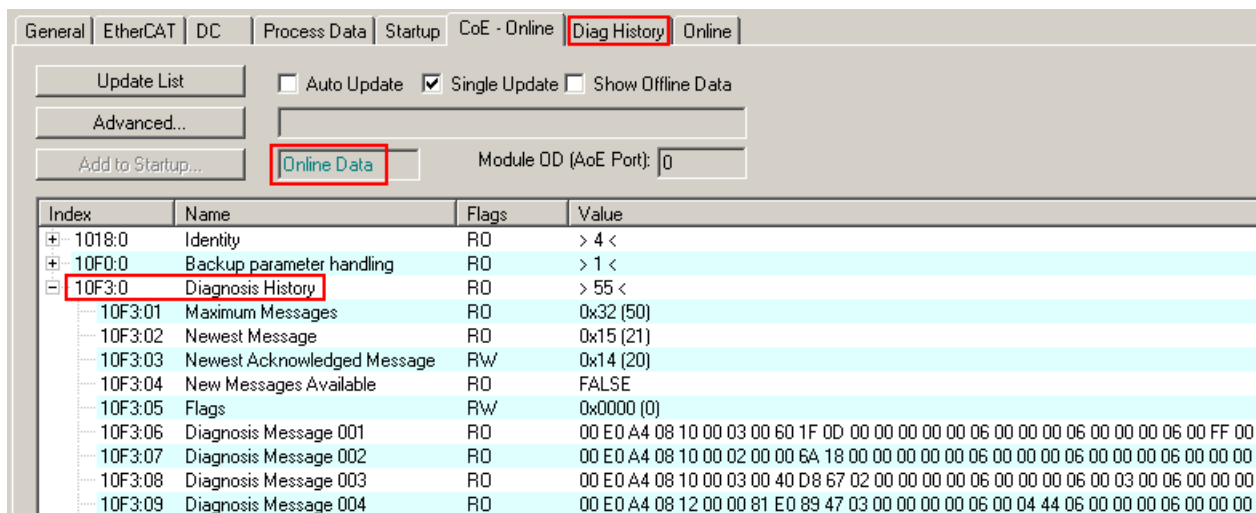 General EtherCAT DC Process Data Startup CoE - Online Diag History Online
Update List Auto Update Single Update Show Offline Data
Advanced...
Add to Startup... Online Data Module OD (AoE Port): 0
Index Name Flags Value
1018:0 Identity RO > 4 <
10F0:0 Backup parameter handling RO > 1 <
10F3:0 Diagnosis History RO > 55 <
10F3:01 Maximum Messages RO 0x32 (50)
10F3:02 Newest Message RO 0x15 (21)
10F3:03 Newest Acknowledged Message RW 0x14 (20)
10F3:04 New Messages Available RO FALSE
10F3:05 Flags RW 0x0000 (0)
10F3:06 Diagnosis Message 001 RO 00 E0 A4 08 10 00 03 00 60 1F 0D 00 00 00 00 00 06 00 00 00 06 00 00 00 06 00 FF 00
10F3:07 Diagnosis Message 002 RO 00 E0 A4 08 10 00 02 00 00 6A 18 00 00 00 00 00 06 00 00 00 06 00 00 00 06 00 00 00
10F3:08 Diagnosis Message 003 RO 00 E0 A4 08 10 00 03 00 40 D8 67 02 00 00 00 00 06 00 00 00 06 00 03 00 06 00 00 00
10F3:09 Diagnosis Message 004 RO 00 E0 A4 08 12 00 00 81 E0 89 47 03 00 00 00 00 06 00 04 44 06 00 00 00 06 00 00 00